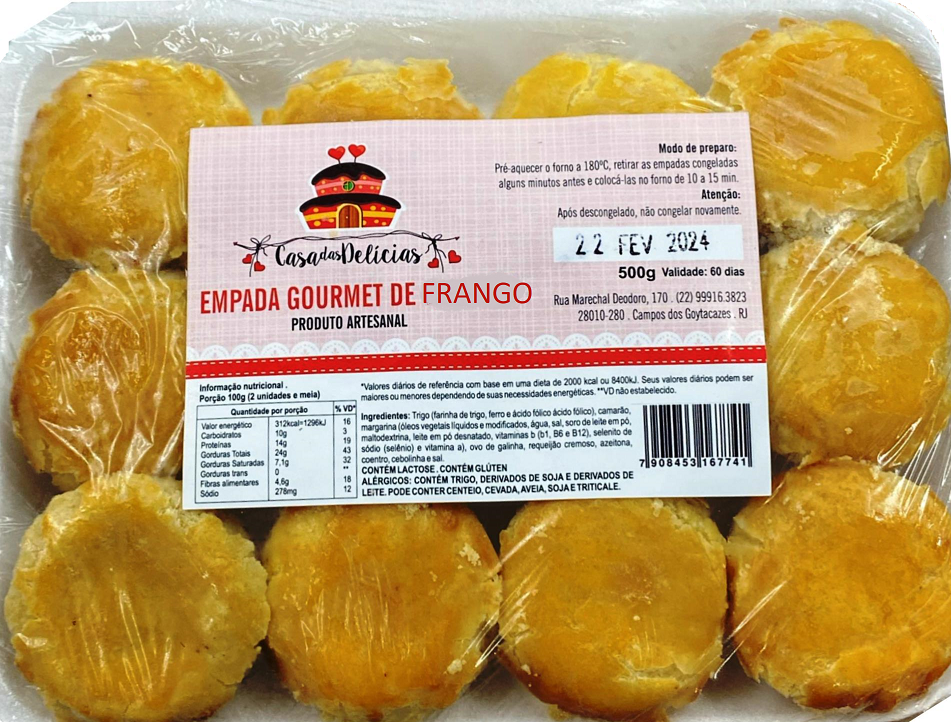 Casa das Delícias
EMPADA GOURMET DE FRANGO
PRODUTO ARTESANAL
Modo de preparo:
Pré-aquecer o forno a 180ºC, retirar as empadas congeladas
alguns minutos antes e colocá-las no forno de 10 a 15 min.
Atenção:
Após descongelado, não congelar novamente.
22 FEV 2024
500g Validade: 60 dias
Rua Marechal Deodoro, 170 . (22) 99916.3823
28010-280 . Campos dos Goytacazes . RJ
Informação nutricional .
Porção 100g (2 unidades e meia)
Quantidade por porção % VD*
Valor energético 312kcal=1296kJ 16
Carboidratos 10g 3
Proteínas 14g 19
Gorduras Totais 24g 43
Gorduras Saturadas 7,1g 32
Gorduras trans 0 **
Fibras alimentares 4,6g 18
Sódio 278mg 12
*Valores diários de referência com base em uma dieta de 2000 kcal ou 8400kJ. Seus valores diários podem ser
maiores ou menores dependendo de suas necessidades energéticas. **VD não estabelecido.
Ingredientes: Trigo (farinha de trigo, ferro e ácido fólico ácido fólico), camarão,
margarina (óleos vegetais líquidos e modificados, água, sal, soro de leite em pó,
maltodextrina, leite em pó desnatado, vitaminas b (b1, B6 e B12), selenito de
sódio (selênio) e vitamina a), ovo de galinha, requeijão cremoso, azeitona,
coentro, cebolinha e sal.
CONTÉM LACTOSE . CONTÉM GLÚTEN
ALÉRGICOS: CONTÉM TRIGO, DERIVADOS DE SOJA E DERIVADOS DE
LEITE. PODE CONTER CENTEIO, CEVADA, AVEIA, SOJA E TRITICALE.
7 908453 167741